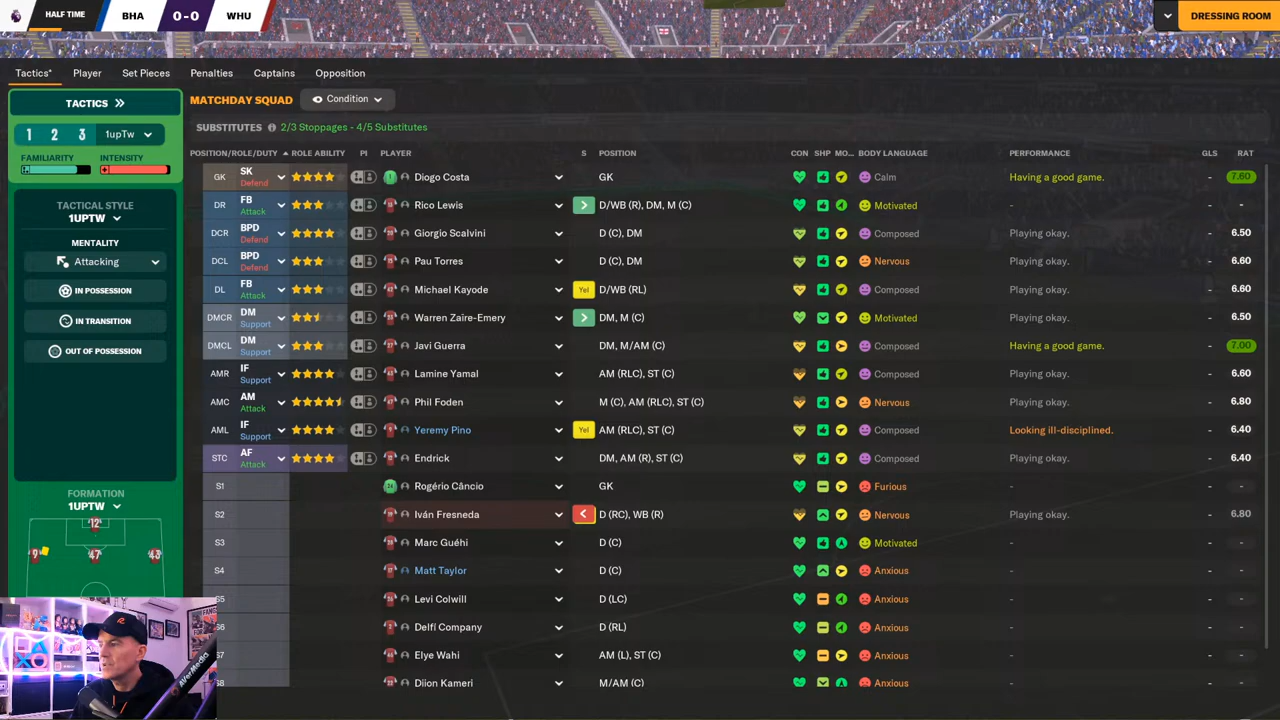 HALF TIME BHA 0-0 WHU DRESSING ROOM
Tactics* Player Set Pieces Penalties Captains Opposition
TACTICS
1 2 3 1upTw
FAMILIARITY INTENSITY
TACTICAL STYLE
1UPTW
MENTALITY
Attacking
IN POSSESSION
IN TRANSITION
OUT OF POSSESSION
FORMATION
1UPTW
12
9 47 43
MATCHDAY SQUAD Condition
SUBSTITUTES 2/3 Stoppages - 4/5 Substitutes
POSITION/ROLE/DUTY ROLE ABILITY PI PLAYER S POSITION CON SHP MO... BODY LANGUAGE PERFORMANCE GLS RAT
GK SK Defend Diogo Costa GK Calm Having a good game. - 7.60
DR FB Attack Rico Lewis D/WB (R), DM, M (C) Motivated - - -
DCR BPD Defend Giorgio Scalvini D (C), DM Composed Playing okay. - 6.50
DCL BPD Defend Pau Torres D (C), DM Nervous Playing okay. - 6.60
DL FB Attack Michael Kayode Yel D/WB (RL) Composed Playing okay. - 6.60
DMCR DM Support Warren Zaïre-Emery DM, M (C) Motivated Playing okay. - 6.50
DMCL DM Support Javi Guerra DM, M/AM (C) Composed Having a good game. - 7.00
AMR IF Support Lamine Yamal AM (RLC), ST (C) Composed Playing okay. - 6.60
AMC AM Attack Phil Foden M (C), AM (RLC), ST (C) Nervous Playing okay. - 6.80
AML IF Support Yeremy Pino Yel AM (RLC), ST (C) Composed Looking ill-disciplined. - 6.40
STC AF Attack Endrick DM, AM (R), ST (C) Composed Playing okay. - 6.40
S1 Rogério Câncio GK Furious - - -
S2 Iván Fresneda D (RC), WB (R) Nervous Playing okay. - 6.80
S3 Marc Guéhi D (C) Motivated - - -
S4 Matt Taylor D (C) Anxious - - -
S5 Levi Colwill D (LC) Anxious - - -
S6 Delfí Company D (RL) Anxious - - -
S7 Elye Wahi AM (L), ST (C) Anxious - - -
S8 Diion Kameri M/AM (C) Anxious - - -
AVerMedia